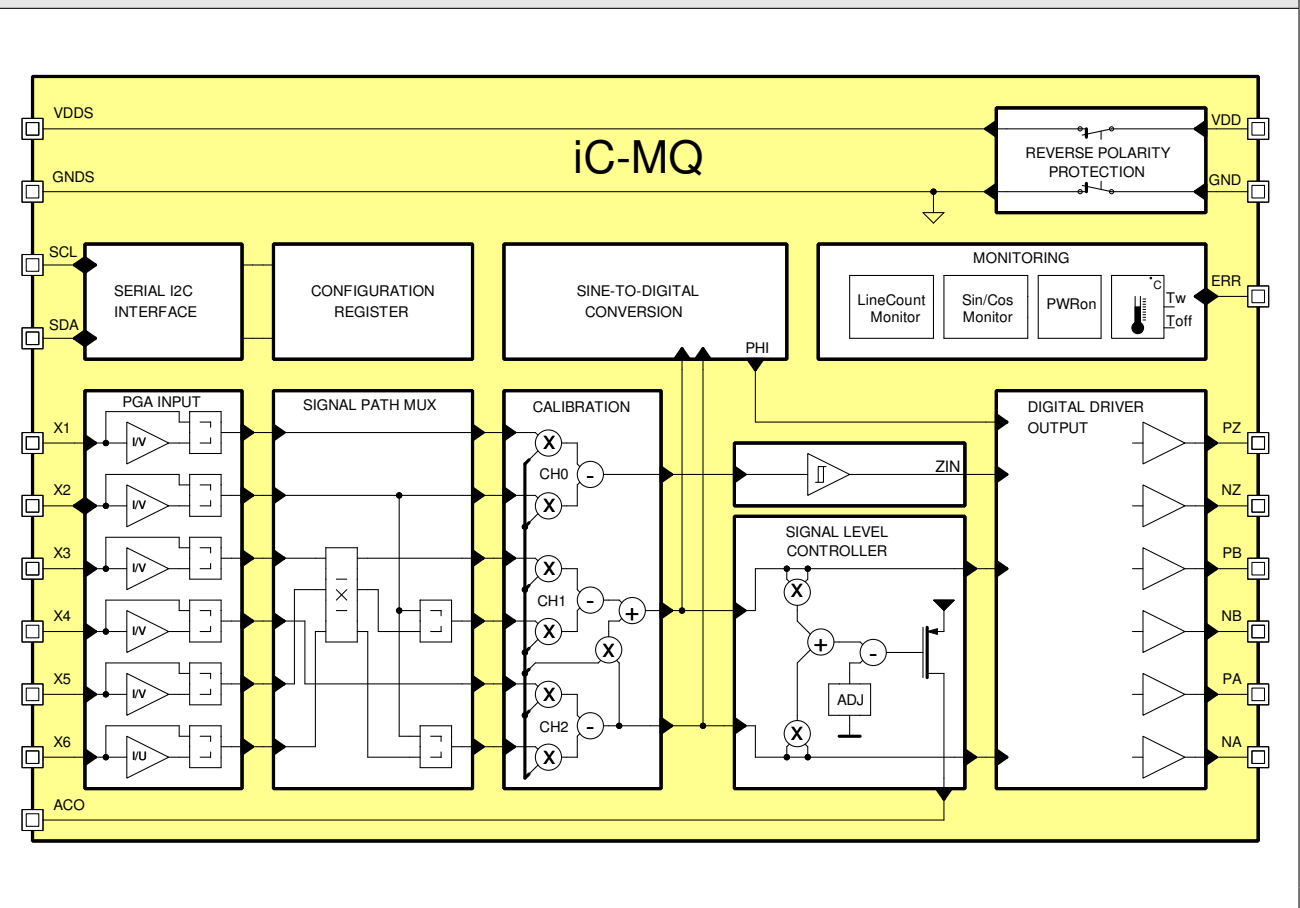 VDDS
VDD
iC-MQ
REVERSE POLARITY
PROTECTION
GNDS
GND
SCL
SDA
SERIAL I2C
INTERFACE
CONFIGURATION
REGISTER
SINE-TO-DIGITAL
CONVERSION
PHI
MONITORING
LineCount
Monitor
Sin/Cos
Monitor
PWRon
°C
Tw
Toff
ERR
PGA INPUT
SIGNAL PATH MUX
CALIBRATION
DIGITAL DRIVER
OUTPUT
X1
I/V
X2
I/V
X3
I/V
X4
I/V
X5
I/V
X6
I/U
ACO
X
CH0
-
X
X
CH1
-
+
X
X
X
CH2
-
X
ZIN
SIGNAL LEVEL
CONTROLLER
X
+
-
ADJ
X
PZ
NZ
PB
NB
PA
NA